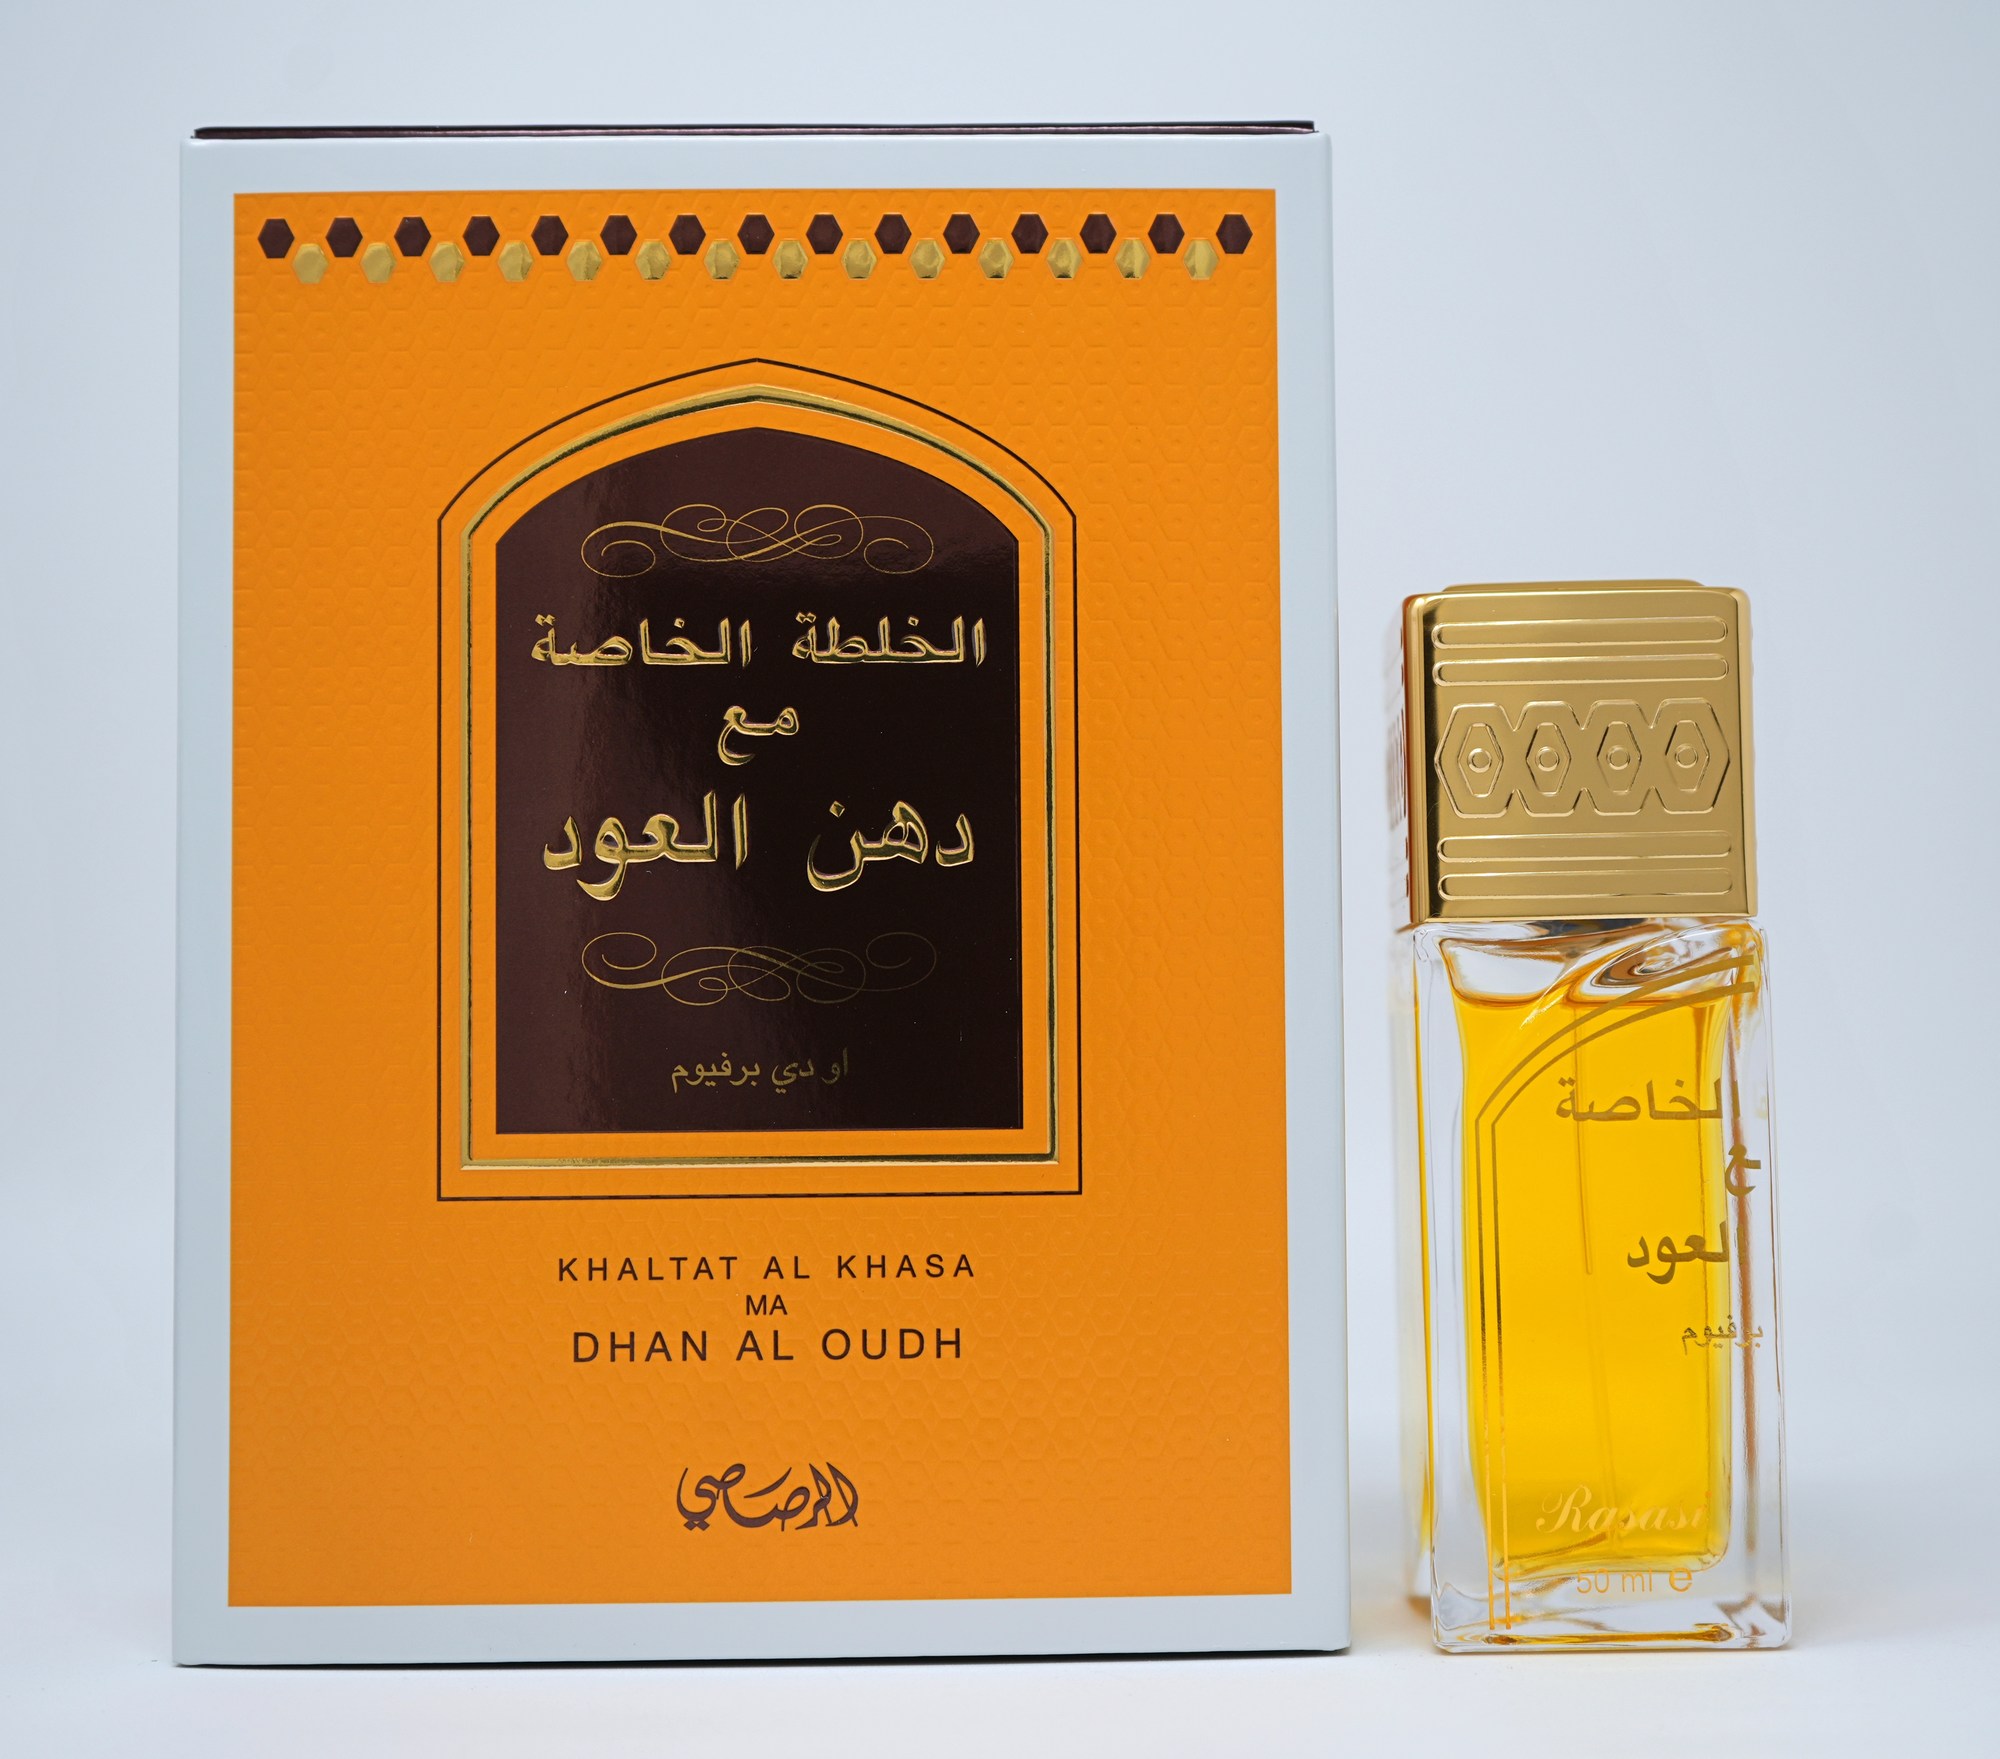 الخلطة الخاصة
مع
دهن العود
او دي برفيوم
KHALTAT AL KHASA
MA
DHAN AL OUDH
الرصاصي
الخاصة
ع
العود
برفيوم
Rasasi
50 ml e